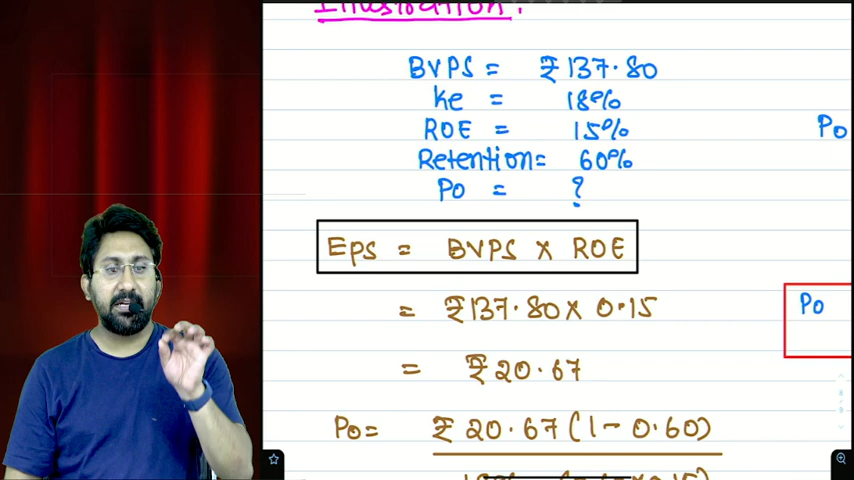 Illustration:
BVPS = ₹137.80
Ke = 18%
ROE = 15%
Retention = 60%
Po = ?
Po
Eps = BVPS x ROE
= ₹137.80 x 0.15
Po
= ₹20.67
Po = ₹20.67 (1 - 0.60)